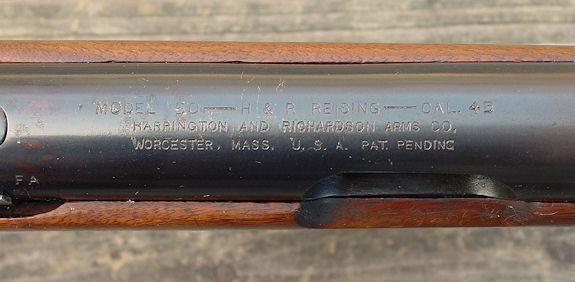 MODEL 50 — H & R REISING — CAL. 45
HARRINGTON AND RICHARDSON ARMS CO.
WORCESTER, MASS. U. S. A. PAT. PENDING
FA